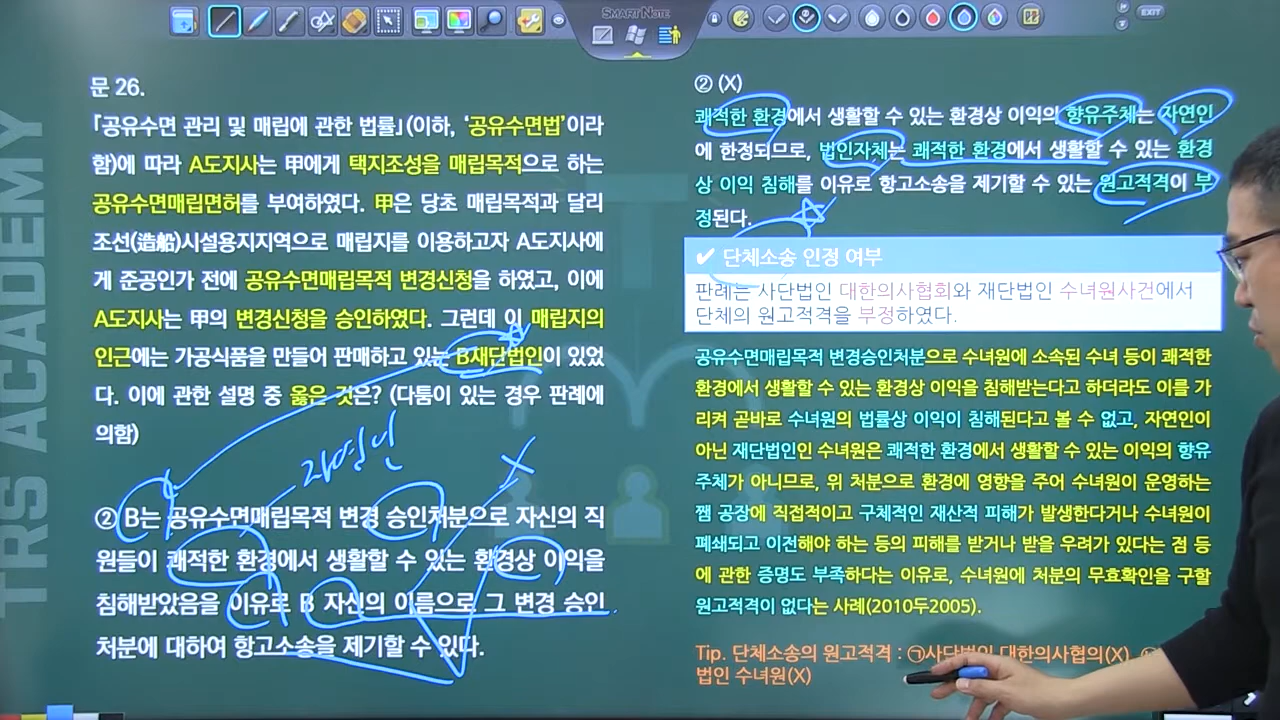 SMART NOTE
EXIT
TRS ACADEMY
문 26.
「공유수면 관리 및 매립에 관한 법률」(이하, ‘공유수면법’이라
함)에 따라 A도지사는 甲에게 택지조성을 매립목적으로 하는
공유수면매립면허를 부여하였다. 甲은 당초 매립목적과 달리
조선(造船)시설용지지역으로 매립지를 이용하고자 A도지사에
게 준공인가 전에 공유수면매립목적 변경신청을 하였고, 이에
A도지사는 甲의 변경신청을 승인하였다. 그런데 이 매립지의
인근에는 가공식품을 만들어 판매하고 있는 B재단법인이 있었
다. 이에 관한 설명 중 옳은 것은? (다툼이 있는 경우 판례에
의함)
자연인
② B는 공유수면매립목적 변경 승인처분으로 자신의 직
원들이 쾌적한 환경에서 생활할 수 있는 환경상 이익을
침해받았음을 이유로 B 자신의 이름으로 그 변경 승인
처분에 대하여 항고소송을 제기할 수 있다.
② (X)
쾌적한 환경에서 생활할 수 있는 환경상 이익의 향유주체는 자연인
에 한정되므로, 법인자체는 쾌적한 환경에서 생활할 수 있는 환경
상 이익 침해를 이유로 항고소송을 제기할 수 있는 원고적격이 부
정된다.
✔ 단체소송 인정 여부
판례는 사단법인 대한의사협회와 재단법인 수녀원사건에서
단체의 원고적격을 부정하였다.
공유수면매립목적 변경승인처분으로 수녀원에 소속된 수녀 등이 쾌적한
환경에서 생활할 수 있는 환경상 이익을 침해받는다고 하더라도 이를 가
리켜 곧바로 수녀원의 법률상 이익이 침해된다고 볼 수 없고, 자연인이
아닌 재단법인인 수녀원은 쾌적한 환경에서 생활할 수 있는 이익의 향유
주체가 아니므로, 위 처분으로 환경에 영향을 주어 수녀원이 운영하는
쨈 공장에 직접적이고 구체적인 재산적 피해가 발생한다거나 수녀원이
폐쇄되고 이전해야 하는 등의 피해를 받거나 받을 우려가 있다는 점 등
에 관한 증명도 부족하다는 이유로, 수녀원에 처분의 무효확인을 구할
원고적격이 없다는 사례(2010두2005).
Tip. 단체소송의 원고적격 : ㉠사단법인 대한의사협의(X),
법인 수녀원(X)